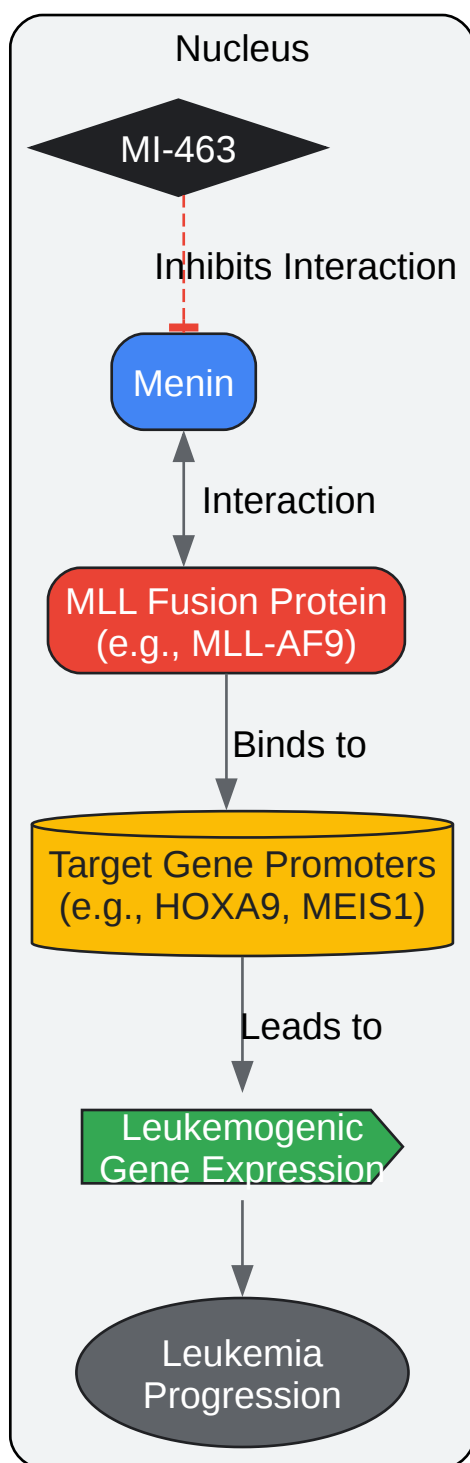 Nucleus
MI-463
Inhibits Interaction
Menin
Interaction
MLL Fusion Protein
(e.g., MLL-AF9)
Binds to
Target Gene Promoters
(e.g., HOXA9, MEIS1)
Leads to
Leukemogenic
Gene Expression
Leukemia
Progression